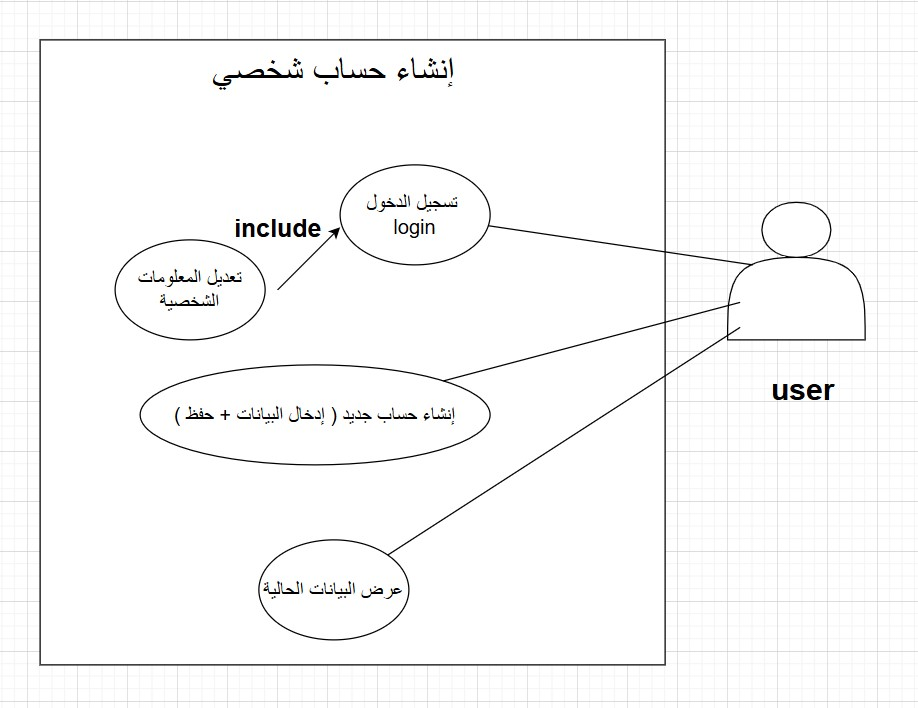 إنشاء حساب شخصي
تسجيل الدخول
login
include
تعديل المعلومات
الشخصية
إنشاء حساب جديد ( إدخال البيانات + حفظ )
عرض البيانات الحالية
user